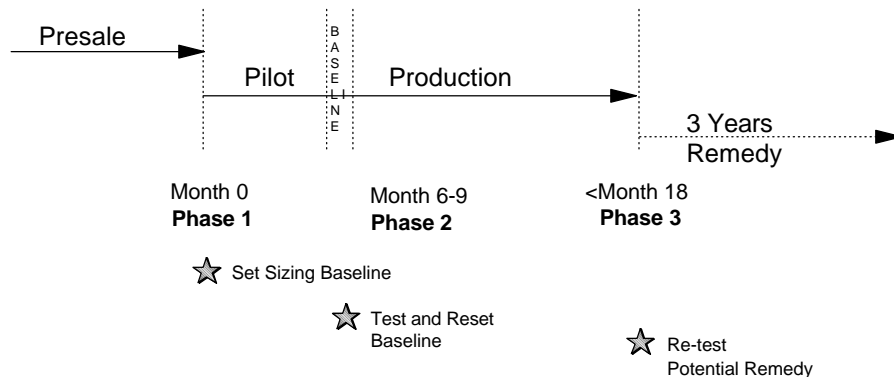 Presale
BASELINE
Pilot
Production
3 Years
Remedy
Month 0
Phase 1
Month 6-9
Phase 2
<Month 18
Phase 3
Set Sizing Baseline
Test and Reset
Baseline
Re-test
Potential Remedy